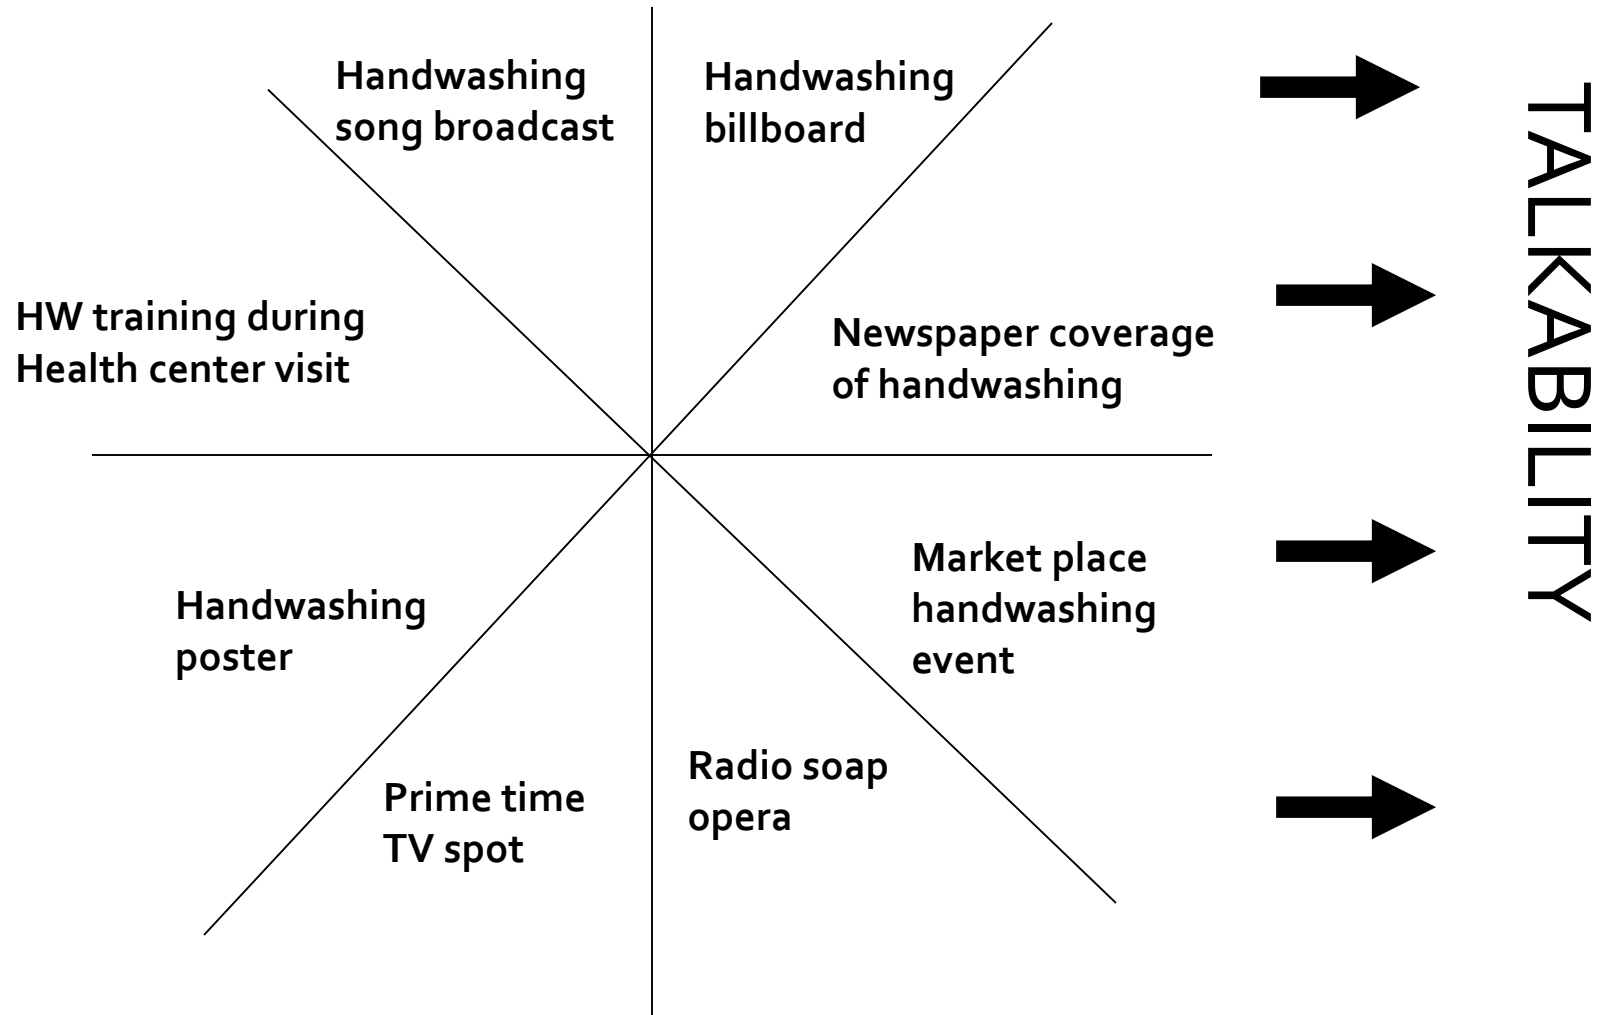 Handwashing
song broadcast
Handwashing
billboard
HW training during
Health center visit
Newspaper coverage
of handwashing
Handwashing
poster
Market place
handwashing
event
Prime time
TV spot
Radio soap
opera
TALKABILITY